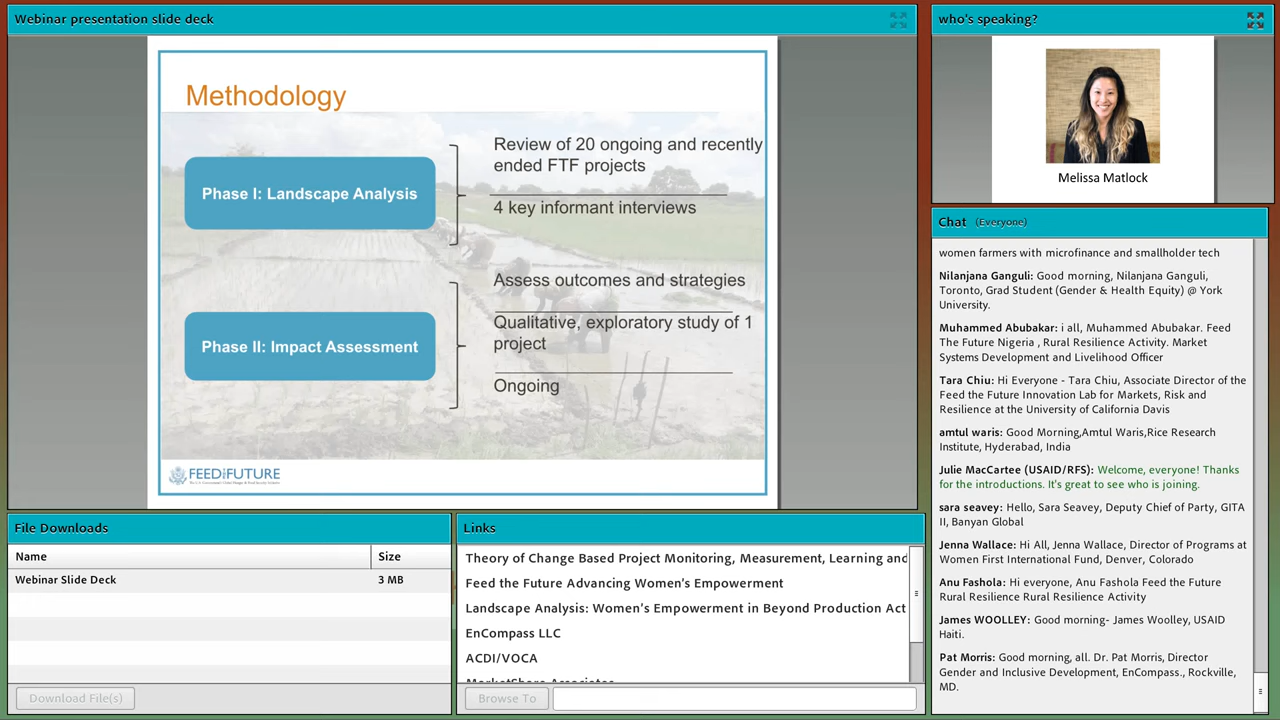 Webinar presentation slide deck
Methodology
Phase I: Landscape Analysis
Review of 20 ongoing and recently
ended FTF projects
4 key informant interviews
Phase II: Impact Assessment
Assess outcomes and strategies
Qualitative, exploratory study of 1
project
Ongoing
FEED THE FUTURE
who's speaking?
Melissa Matlock
Chat (Everyone)
women farmers with microfinance and smallholder tech
Nilanjana Ganguli: Good morning, Nilanjana Ganguli,
Toronto, Grad Student (Gender & Health Equity) @ York
University.
Muhammed Abubakar: i all, Muhammed Abubakar. Feed
The Future Nigeria , Rural Resilience Activity. Market
Systems Development and Livelihood Officer
Tara Chiu: Hi Everyone - Tara Chiu, Associate Director of the
Feed the Future Innovation Lab for Markets, Risk and
Resilience at the University of California Davis
amtul waris: Good Morning,Amtul Waris,Rice Research
Institute, Hyderabad, India
Julie MacCartee (USAID/RFS): Welcome, everyone! Thanks
for the introductions. It's great to see who is joining.
sara seavey: Hello, Sara Seavey, Deputy Chief of Party, GITA
II, Banyan Global
Jenna Wallace: Hi All, Jenna Wallace, Director of Programs at
Women First International Fund, Denver, Colorado
Anu Fashola: Hi everyone, Anu Fashola Feed the Future
Rural Resilience Rural Resilience Activity
James WOOLLEY: Good morning- James Woolley, USAID
Haiti.
Pat Morris: Good morning, all. Dr. Pat Morris, Director
Gender and Inclusive Development, EnCompass., Rockville,
MD.
File Downloads
Name Size
Webinar Slide Deck 3 MB
Download File(s)
Links
Theory of Change Based Project Monitoring, Measurement, Learning and
Feed the Future Advancing Women's Empowerment
Landscape Analysis: Women's Empowerment in Beyond Production Act
EnCompass LLC
ACDI/VOCA
MarketShare Associates
Browse To